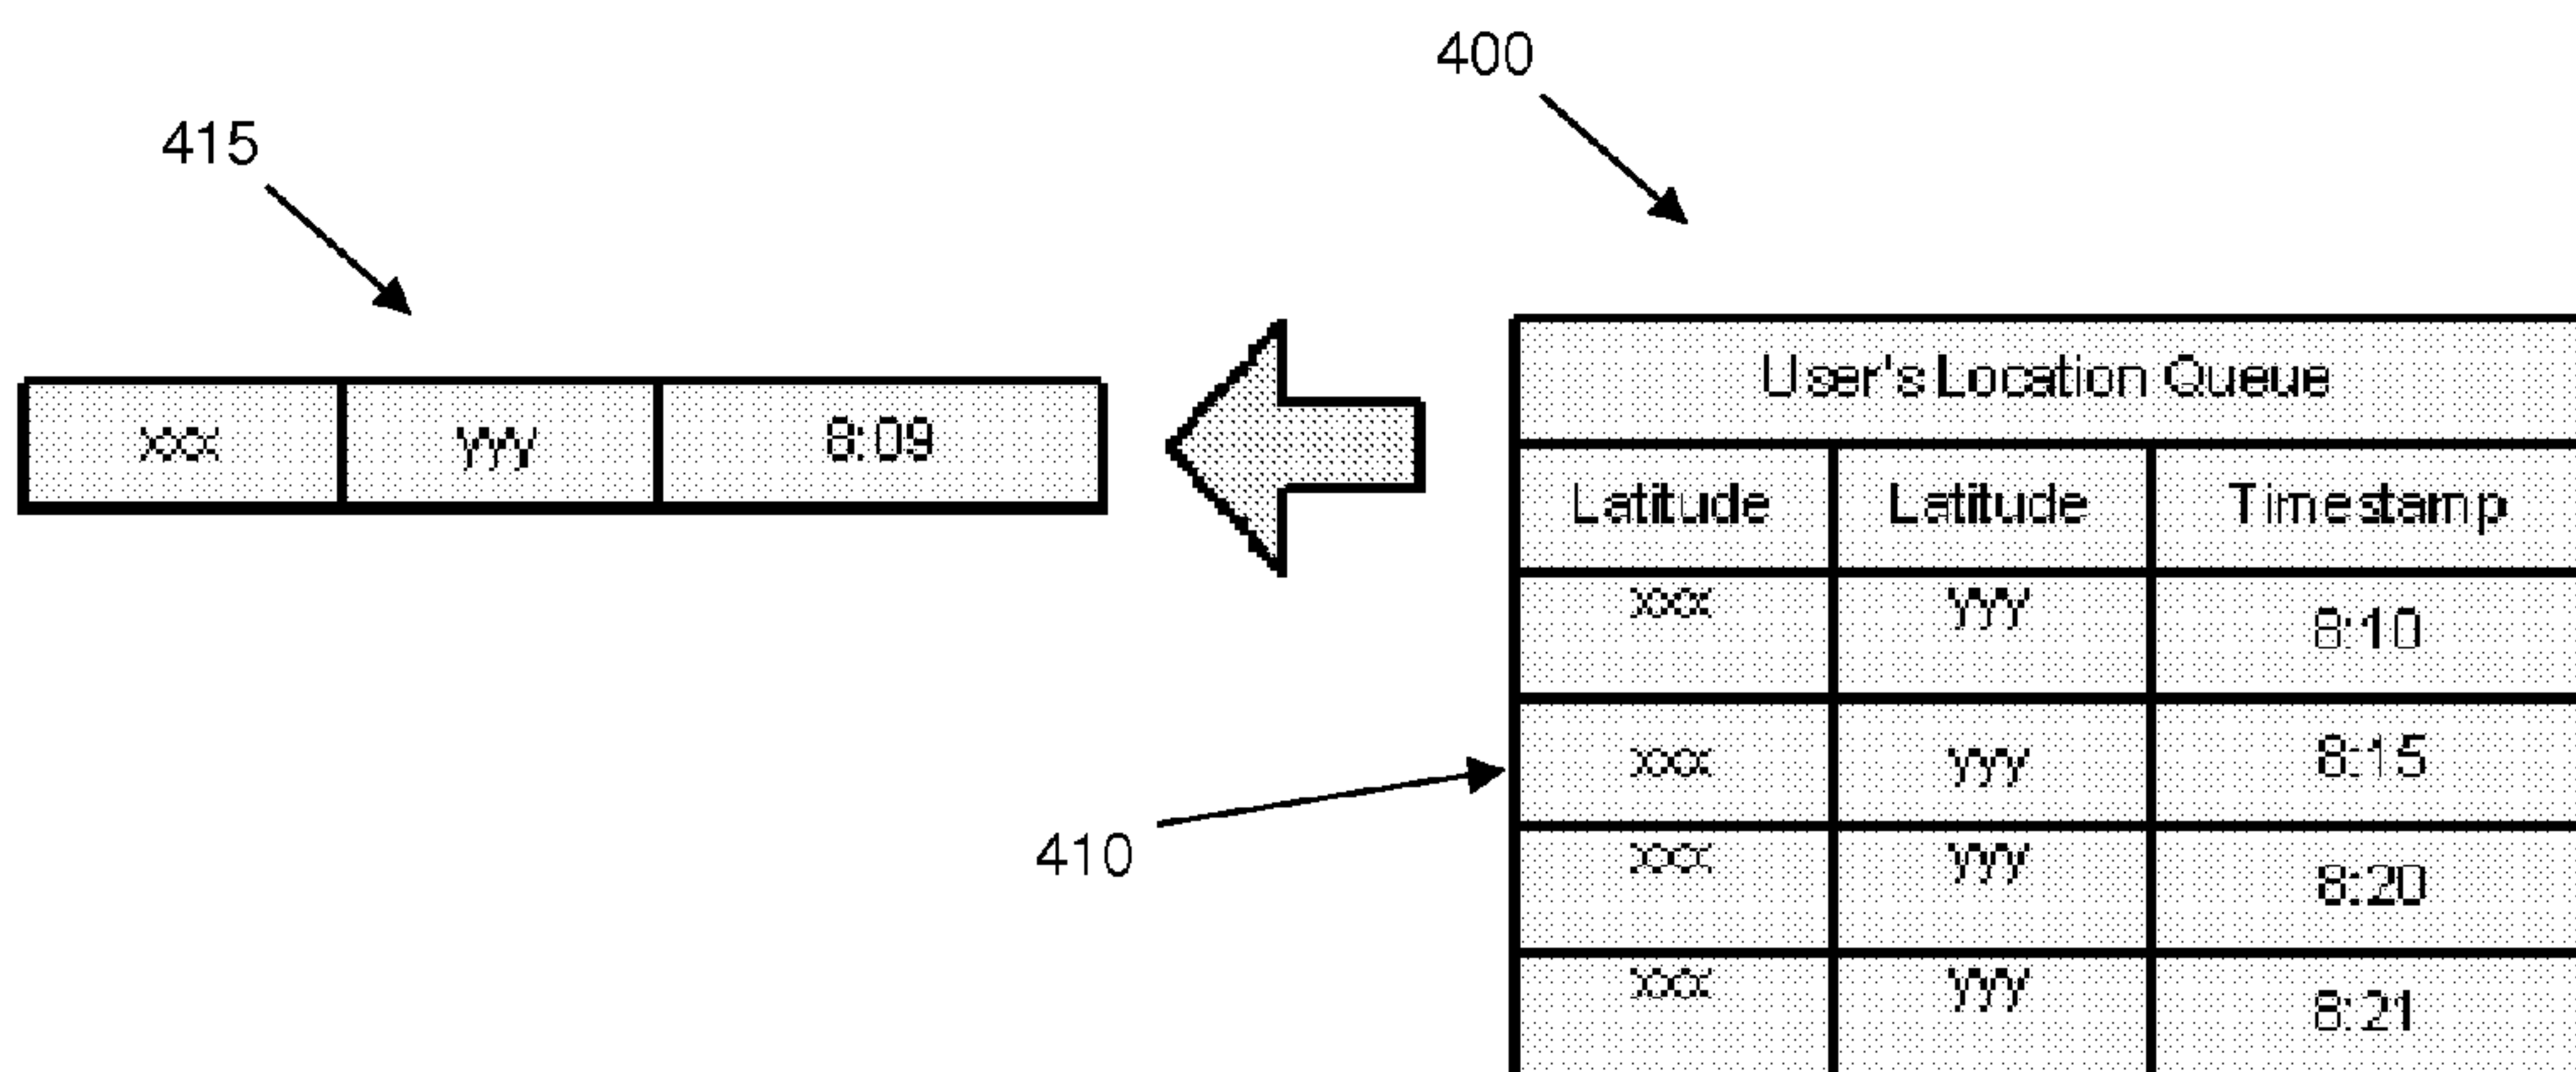 400
415
User's Location Queue
xxx yyy 8:09
Latitude Latitude Timestamp
xxx yyy 8:10
xxx yyy 8:15
410
xxx yyy 8:20
xxx yyy 8:21